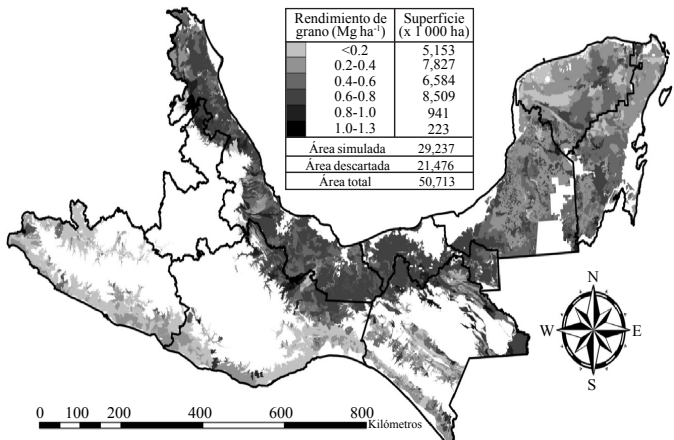 Rendimiento de grano (Mg ha-1) Superfície (x 1 000 ha)
<0.2 5,153
0.2-0.4 7,827
0.4-0.6 6,584
0.6-0.8 8,509
0.8-1.0 941
1.0-1.3 223
Área simulada 29,237
Área descartada 21,476
Área total 50,713
N
W E
S
0 100 200 400 600 800
Kilómetros